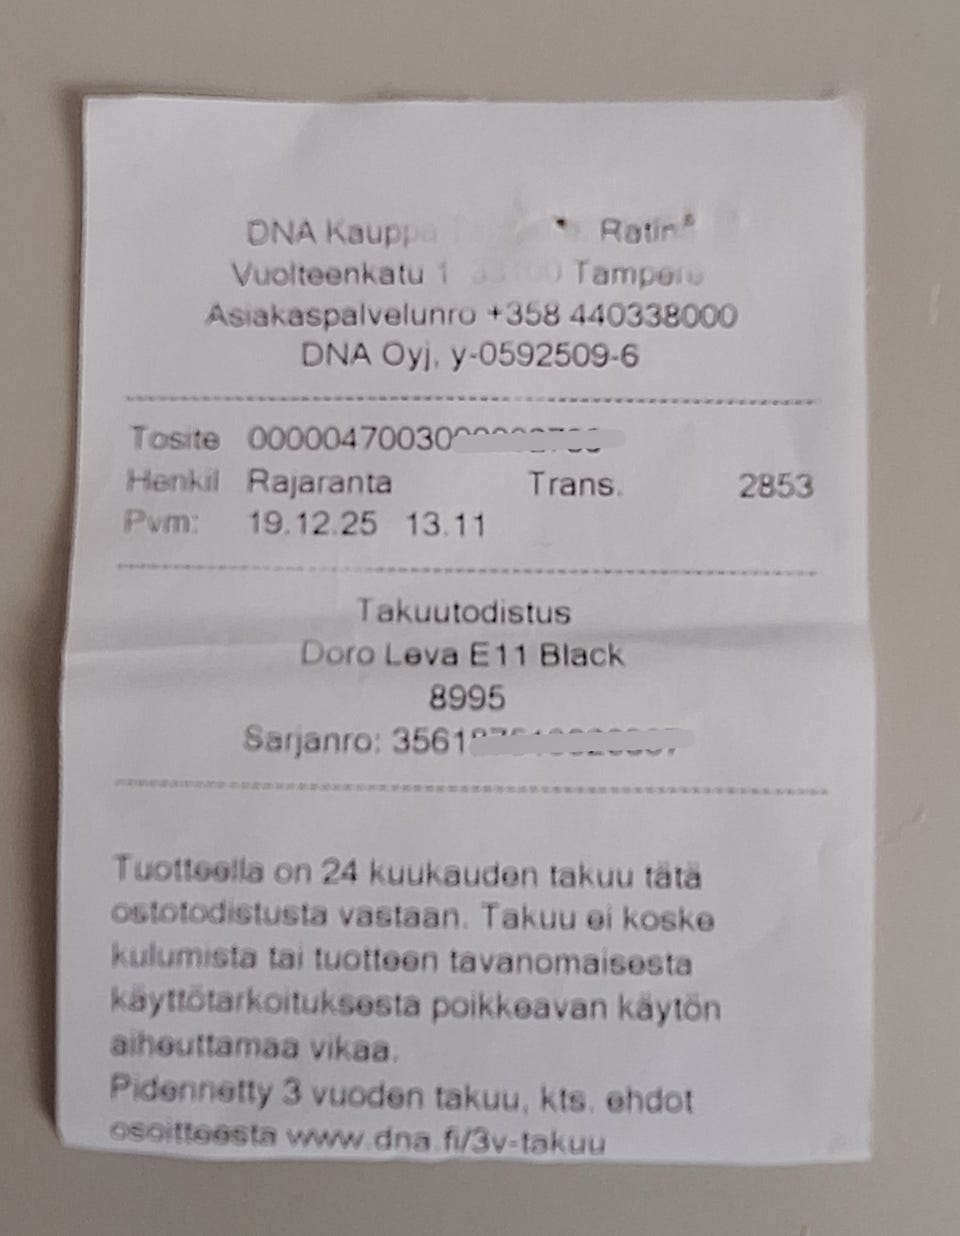 DNA Kauppa
Vuolteenkatu 1 33100 Tampere
Asiakaspalvelunro +358 440338000
DNA Oyj, y-0592509-6
Tosite
Henkil Rajaranta Trans. 2853
Pvm: 19.12.25 13.11
Takuutodistus
Doro Leva E11 Black
8995
Sarjanro:
Tuotteella on 24 kuukauden takuu tätä
ostotodistusta vastaan. Takuu ei koske
kulumista tai tuotteen tavanomaisesta
käyttötarkoituksesta poikkeavan käytön
aiheuttamaa vikaa.
Pidennetty 3 vuoden takuu, kts. ehdot
osoitteesta www.dna.fi/3v-takuu